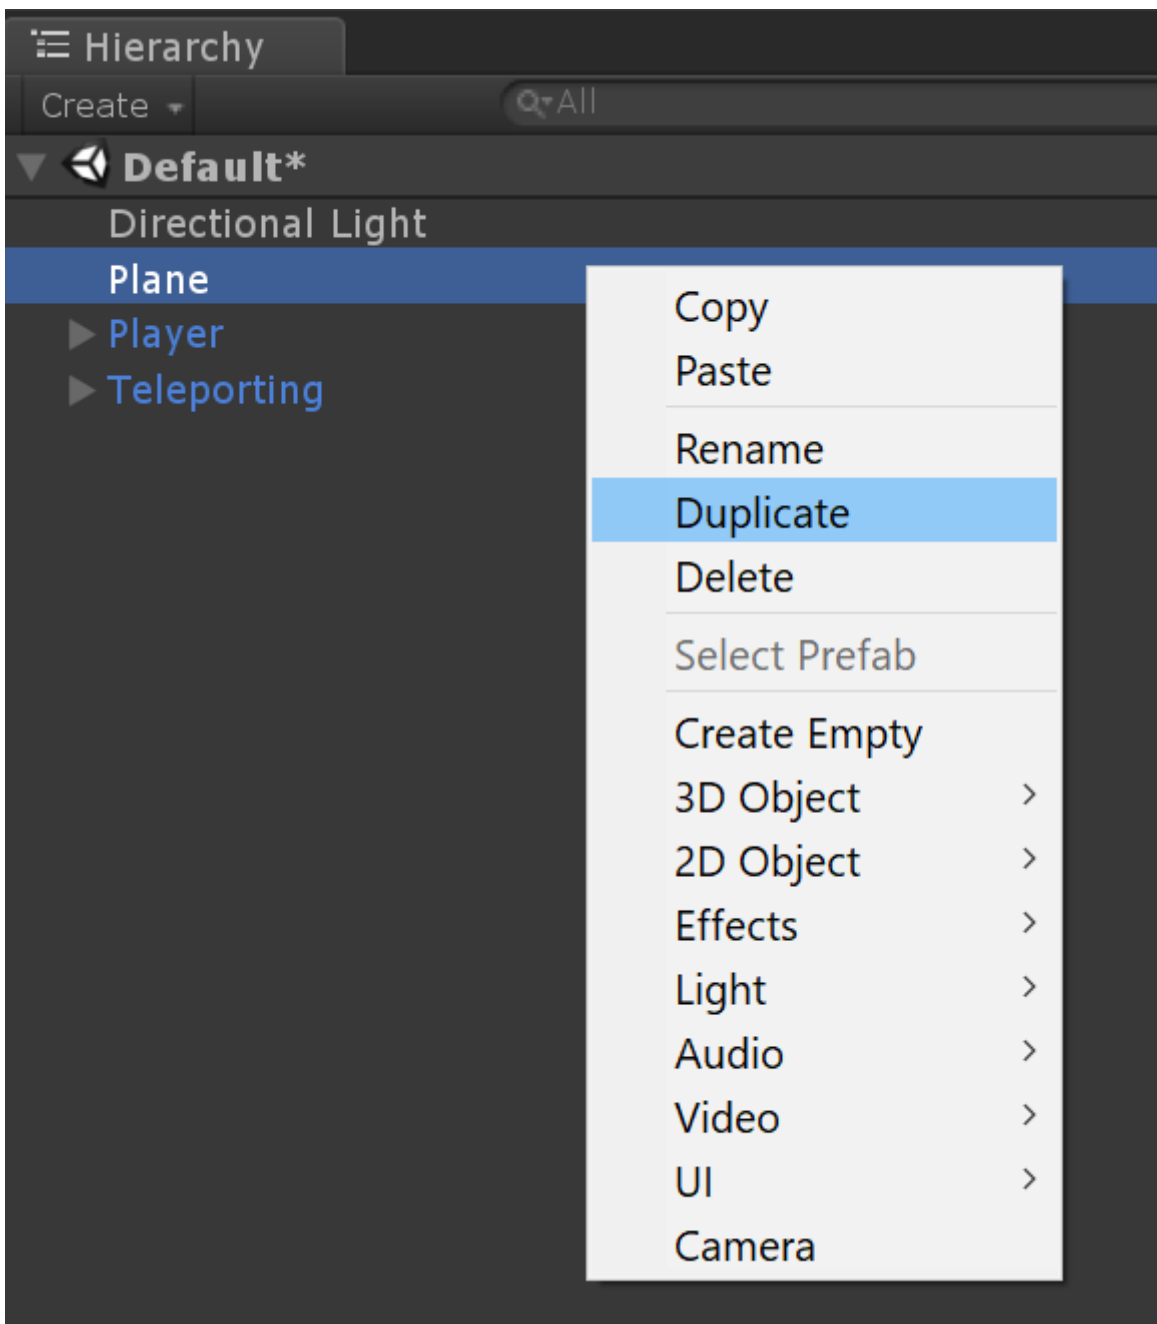 Hierarchy
Create
All
Default*
Directional Light
Plane
Player
Teleporting
Copy
Paste
Rename
Duplicate
Delete
Select Prefab
Create Empty
3D Object
2D Object
Effects
Light
Audio
Video
UI
Camera